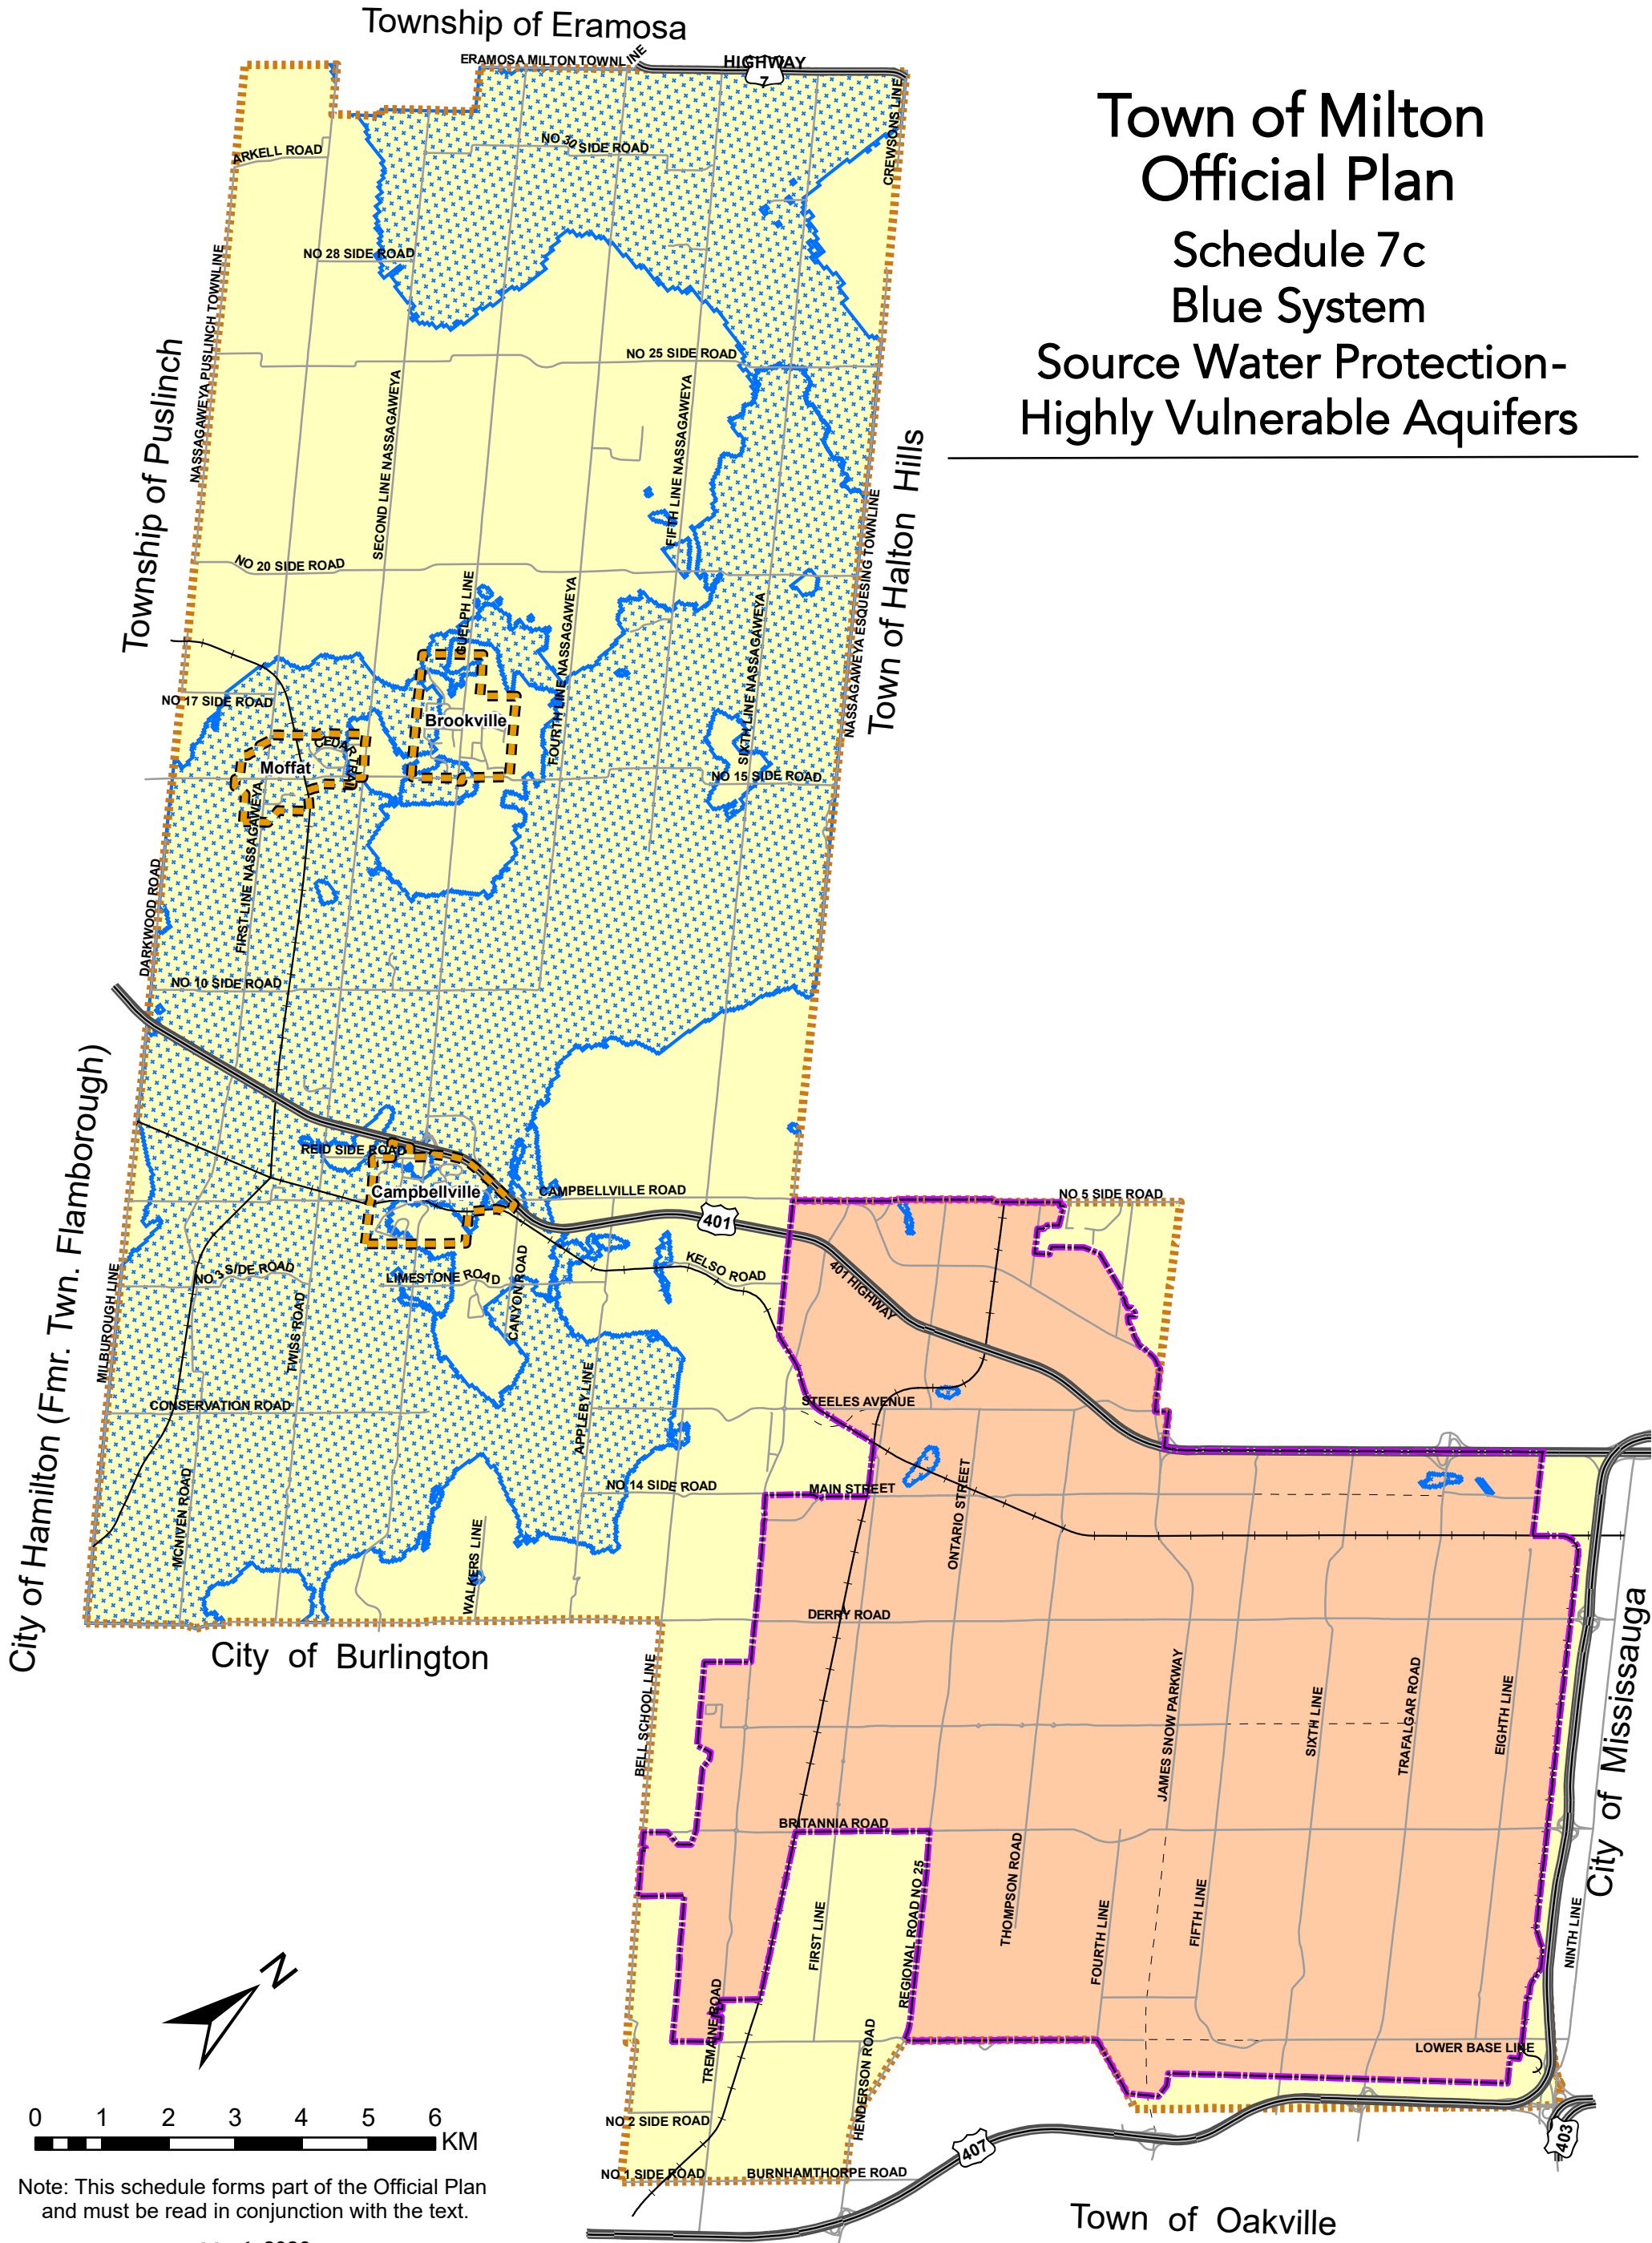 Township of Eramosa
ERAMOSA MILTON TOWNLINE
HIGHWAY
7
CREWSONS LINE
Town of Milton
Official Plan
Schedule 7c
Blue System
Source Water Protection-
Highly Vulnerable Aquifers
NO 30 SIDE ROAD
ARKELL ROAD
NO 28 SIDE ROAD
NASSAGAWEYA PUSLINCH TOWNLINE
Township of Puslinch
NO 25 SIDE ROAD
SECOND LINE NASSAGAWEYA
FIFTH LINE NASSAGAWEYA
Town of Halton Hills
NASSAGAWEYA ESQUESING TOWNLINE
NO 20 SIDE ROAD
GUELPH LINE
FOURTH LINE NASSAGAWEYA
SIXTH LINE NASSAGAWEYA
NO 17 SIDE ROAD
Brookville
CEDAR TRAIL
Moffat
NO 15 SIDE ROAD
FIRST LINE NASSAGAWEYA
DARKWOOD ROAD
NO 10 SIDE ROAD
City of Hamilton (Fmr. Twn. Flamborough)
REID SIDE ROAD
Campbellville
CAMPBELLVILLE ROAD
401
NO 5 SIDE ROAD
KELSO ROAD
401 HIGHWAY
NO 3 SIDE ROAD
LIMESTONE ROAD
CANYON ROAD
MILBUROUGH LINE
TWISS ROAD
APPLEBY LINE
CONSERVATION ROAD
STEELES AVENUE
MCNIVEN ROAD
NO 14 SIDE ROAD
MAIN STREET
ONTARIO STREET
WALKERS LINE
DERRY ROAD
City of Burlington
BELL SCHOOL LINE
JAMES SNOW PARKWAY
SIXTH LINE
TRAFALGAR ROAD
EIGHTH LINE
City of Mississauga
BRITANNIA ROAD
FIRST LINE
REGIONAL ROAD NO 25
THOMPSON ROAD
FOURTH LINE
FIFTH LINE
NINTH LINE
TREMAINE ROAD
HENDERSON ROAD
LOWER BASE LINE
N
NO 2 SIDE ROAD
407
403
0 1 2 3 4 5 6
KM
NO 1 SIDE ROAD
BURNHAMTHORPE ROAD
Note: This schedule forms part of the Official Plan
and must be read in conjunction with the text.
Town of Oakville